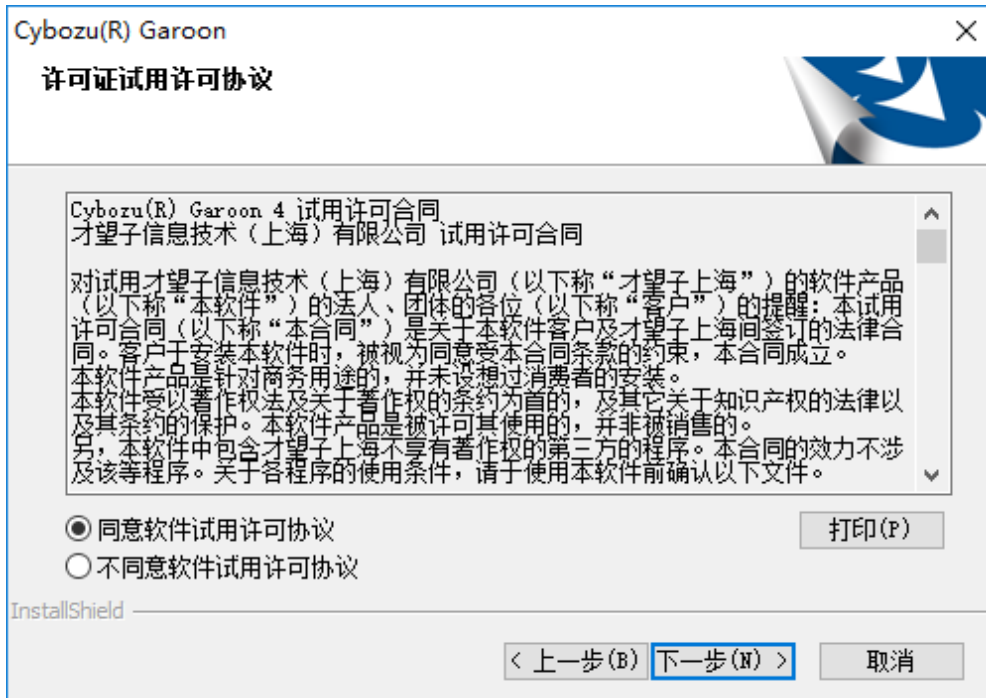 Cybozu(R) Garoon
许可证试用许可协议
Cybozu(R) Garoon 4 试用许可合同
才望子信息技术（上海）有限公司 试用许可合同
对试用才望子信息技术（上海）有限公司（以下称“才望子上海”）的软件产品
（以下称“本软件”）的法人、团体的各位（以下称“客户”）的提醒：本试用
许可合同（以下称“本合同”）是关于本软件客户及才望子上海间签订的法律合
同。客户于安装本软件时，被视为同意受本合同条款的约束，本合同成立。
本软件产品是针对商务用途的，并未设想过消费者的安装。
本软件受以著作权法及关于著作权的条约为首的，及其它关于知识产权的法律以
及其条约的保护。本软件产品是被许可其使用的，并非被销售的。
另，本软件中包含才望子上海不享有著作权的第三方的程序。本合同的效力不涉
及该等程序。关于各程序的使用条件，请于使用本软件前确认以下文件。
同意软件试用许可协议
打印(P)
不同意软件试用许可协议
InstallShield
< 上一步(B)
下一步(N) >
取消